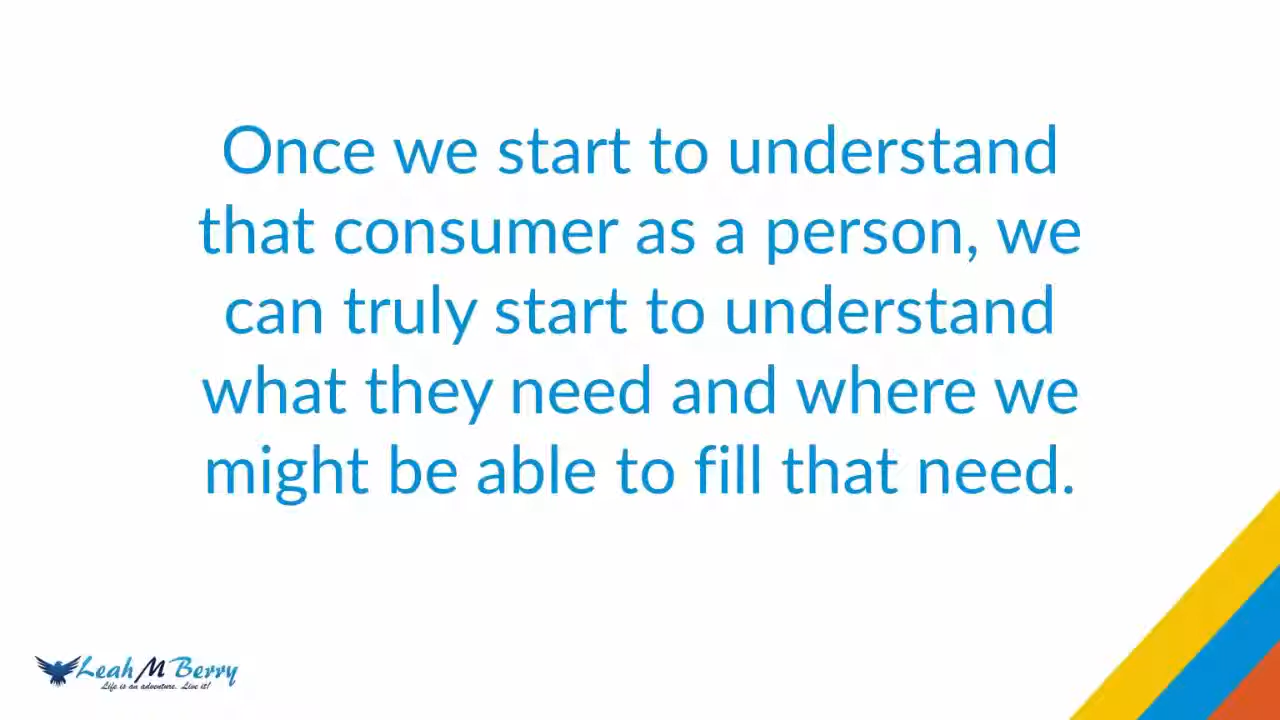 Once we start to understand
that consumer as a person, we
can truly start to understand
what they need and where we
might be able to fill that need.
Leah M Berry
Life is an adventure. Live it!